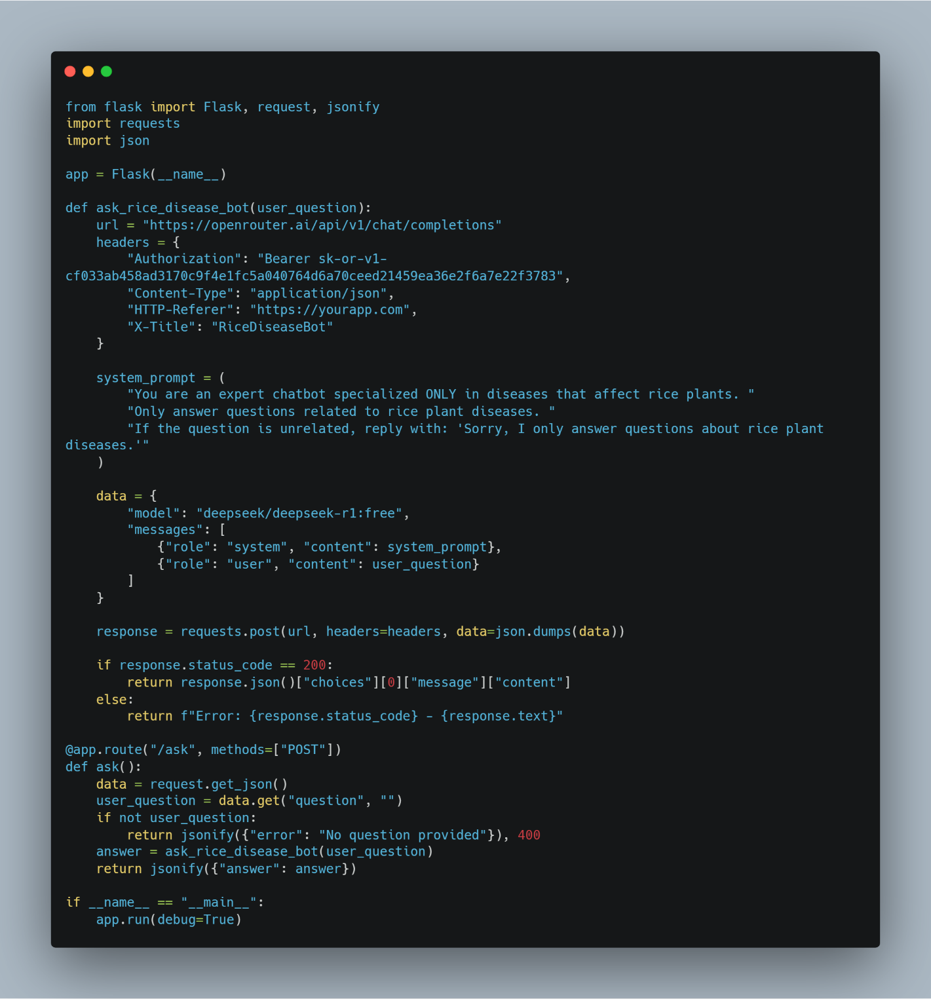 from flask import Flask, request, jsonify
import requests
import json

app = Flask(__name__)

def ask_rice_disease_bot(user_question):
    url = "https://openrouter.ai/api/v1/chat/completions"
    headers = {
        "Authorization": "Bearer sk-or-v1-
cf033ab458ad3170c9f4e1fc5a040764d6a70ceed21459ea36e2f6a7e22f3783",
        "Content-Type": "application/json",
        "HTTP-Referer": "https://yourapp.com",
        "X-Title": "RiceDiseaseBot"
    }

    system_prompt = (
        "You are an expert chatbot specialized ONLY in diseases that affect rice plants. "
        "Only answer questions related to rice plant diseases. "
        "If the question is unrelated, reply with: 'Sorry, I only answer questions about rice plant
diseases.'"
    )

    data = {
        "model": "deepseek/deepseek-r1:free",
        "messages": [
            {"role": "system", "content": system_prompt},
            {"role": "user", "content": user_question}
        ]
    }

    response = requests.post(url, headers=headers, data=json.dumps(data))

    if response.status_code == 200:
        return response.json()["choices"][0]["message"]["content"]
    else:
        return f"Error: {response.status_code} - {response.text}"

@app.route("/ask", methods=["POST"])
def ask():
    data = request.get_json()
    user_question = data.get("question", "")
    if not user_question:
        return jsonify({"error": "No question provided"}), 400
    answer = ask_rice_disease_bot(user_question)
    return jsonify({"answer": answer})

if __name__ == "__main__":
    app.run(debug=True)